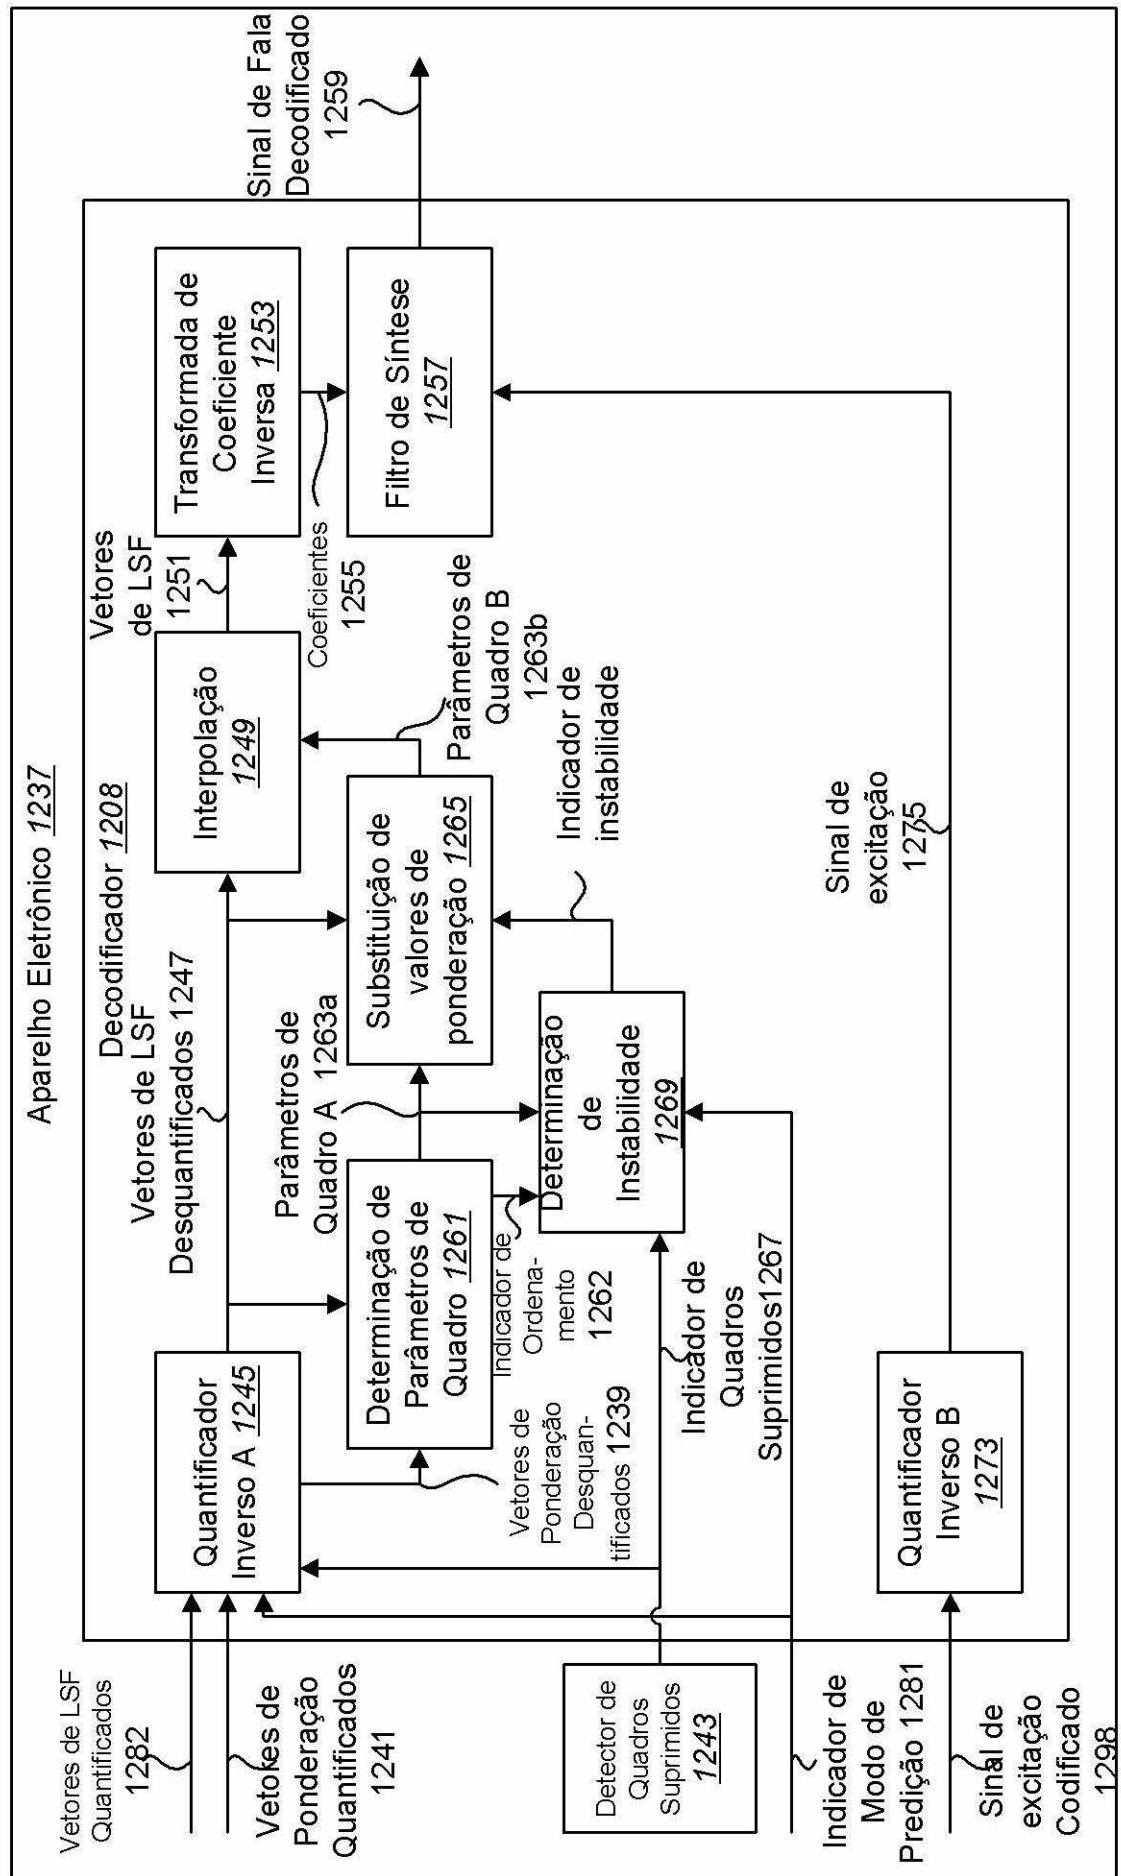 Aparelho Eletrônico 1237
Decodificador 1208
Vetores de LSF
Quantificados
1282
Vetokes de
Ponderação
Quantificados
1241
Quantificador
Inverso A 1245
Vetores de LSF
Desquantificados 1247
Interpolação
1249
Vetores
de LSF
1251
Transformada de
Coeficiente
Inversa 1253
Coeficientes
1255
Filtro de Síntese
1257
Sinal de Fala
Decodificado
1259
Determinação de
Parâmetros de
Quadro 1261
Parâmetros de
Quadro A 1263a
Substituição de
valores de
ponderação 1265
Parâmetros de
Quadro B
1263b
Vetores de
Ponderação
Desquan-
tificados 1239
Indicador de
Ordena-
mento
1262
Determinação
de
Instabilidade
1269
Indicador de
instabilidade
Detector de
Quadros
Suprimidos
1243
Indicador de
Quadros
Suprimidos1267
Indicador de
Modo de
Predição 1281
Sinal de
excitação
Codificado
1298
Quantificador
Inverso B
1273
Sinal de
excitação
1275